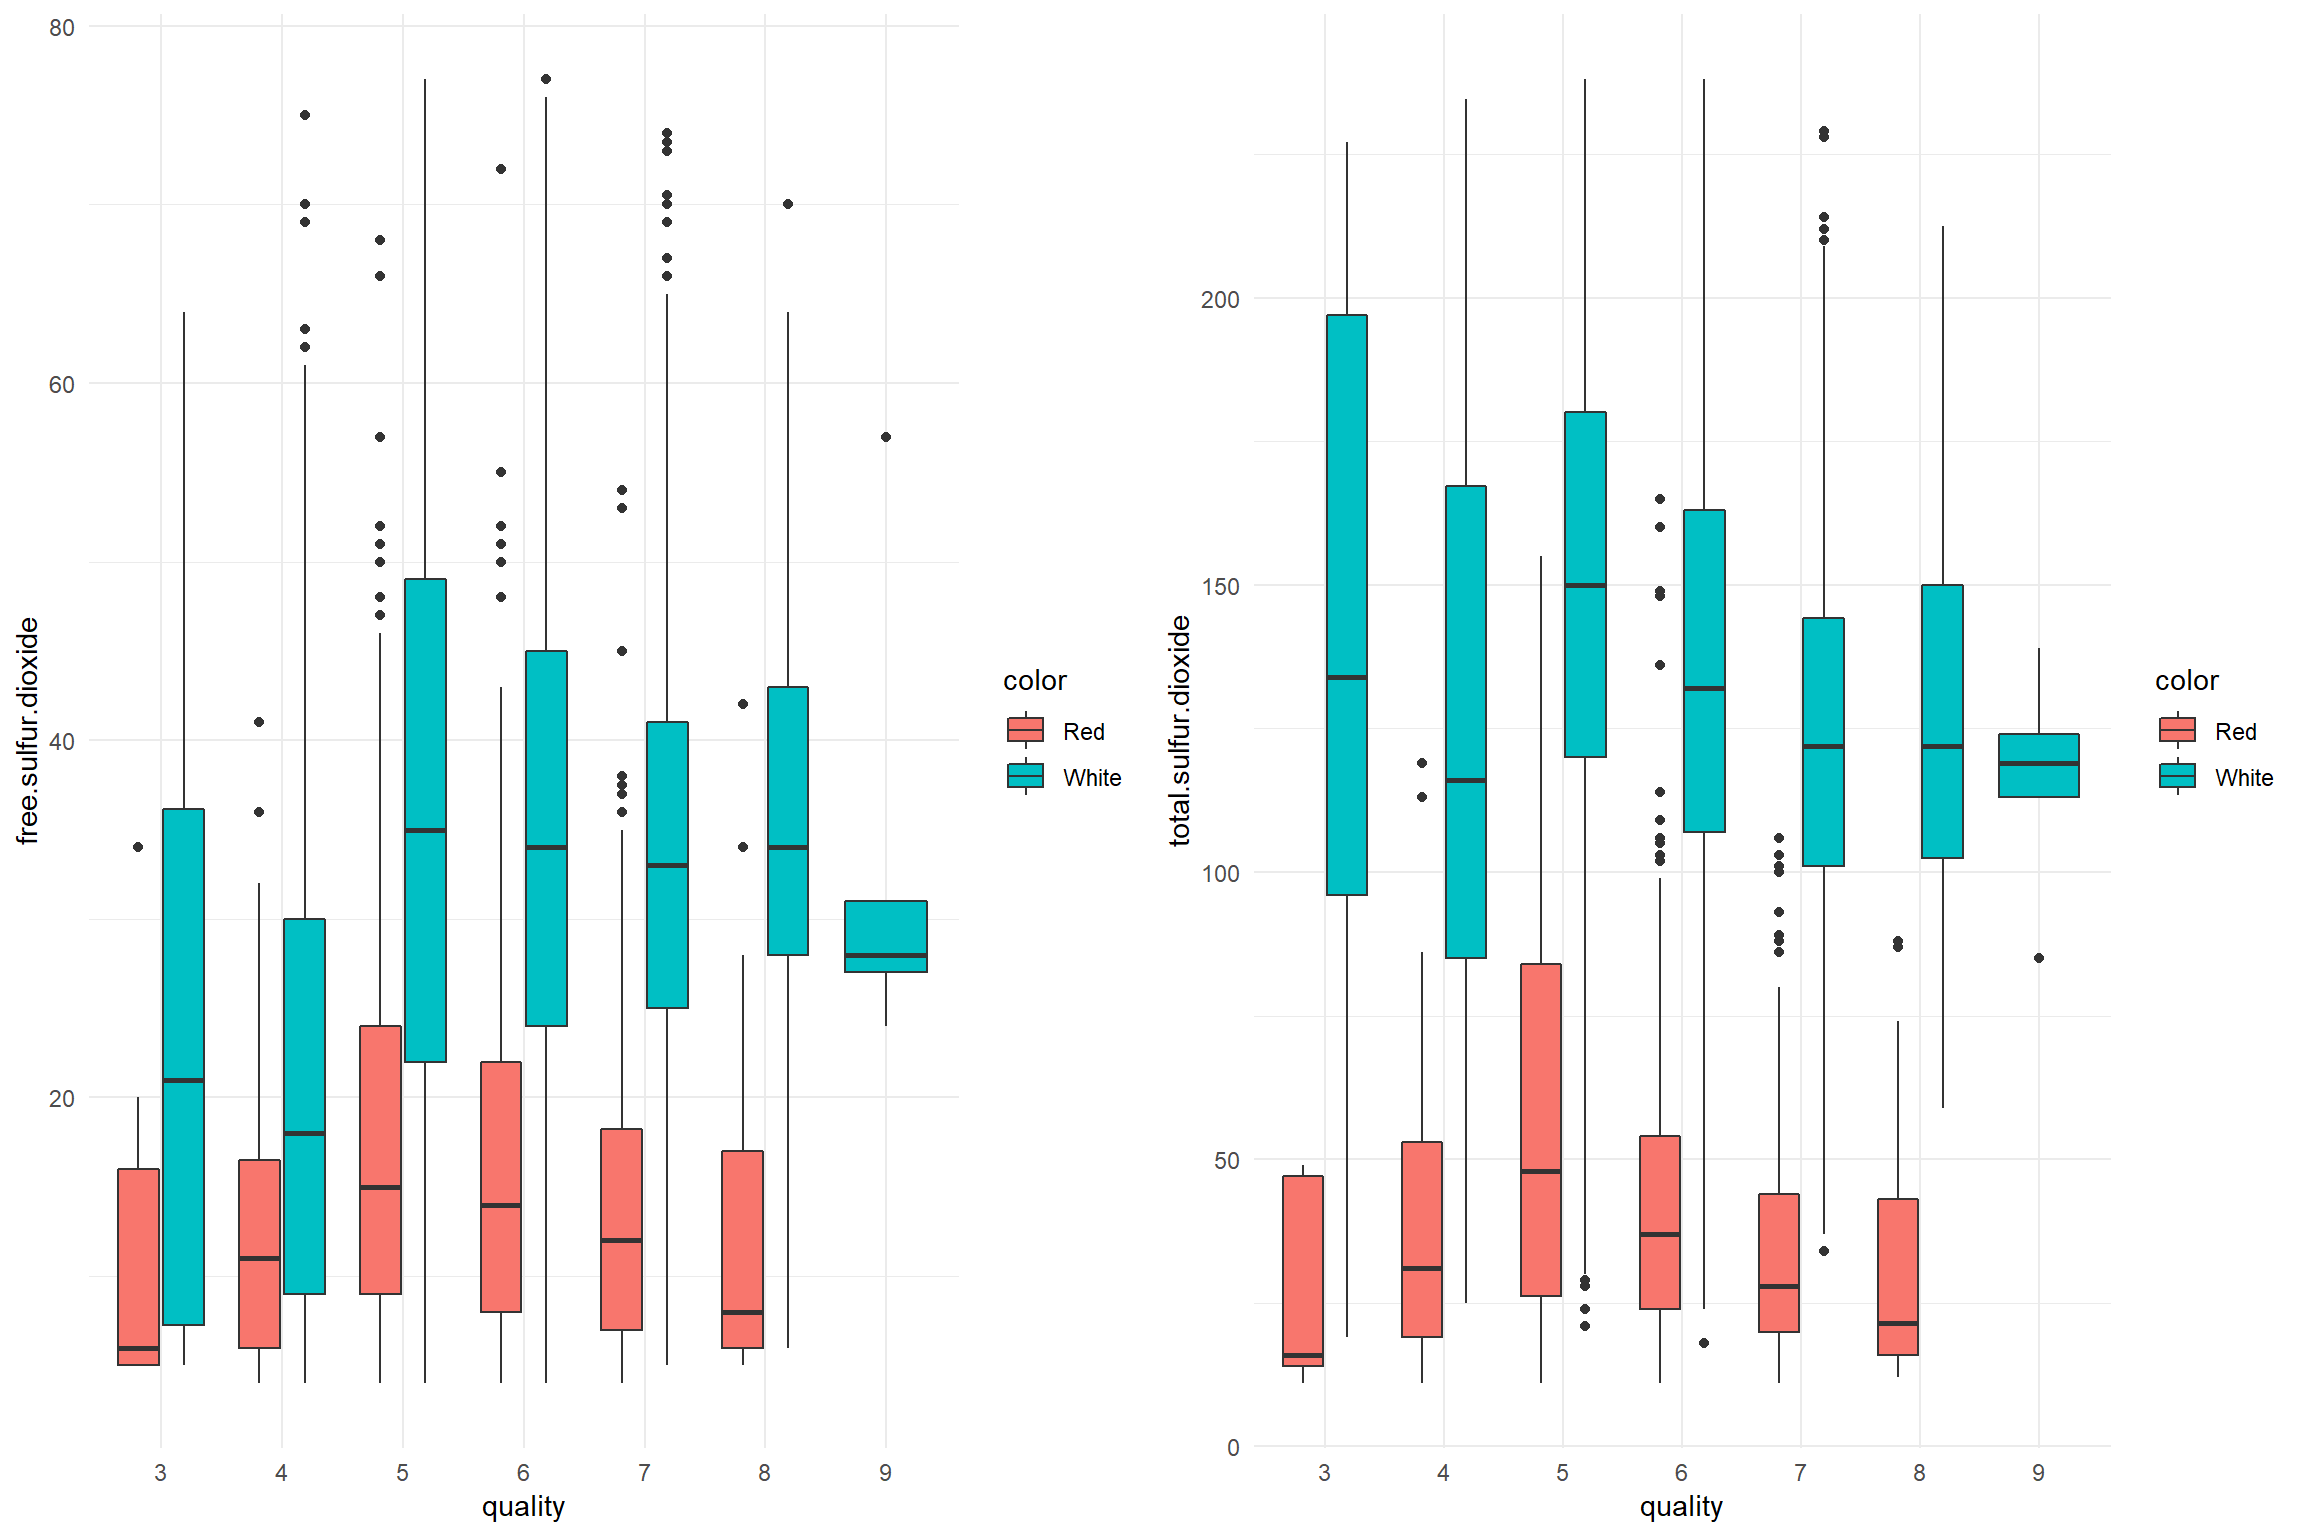 80
60
40
20
free.sulfur.dioxide
3 4 5 6 7 8 9
quality
color
Red
White
200
150
100
50
0
total.sulfur.dioxide
3 4 5 6 7 8 9
quality
color
Red
White